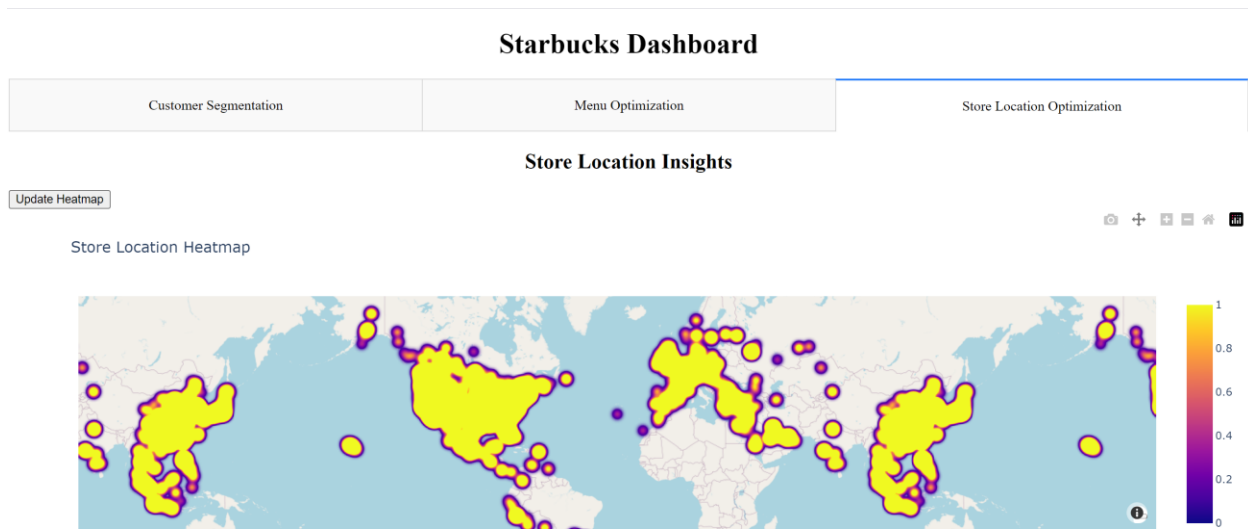 Starbucks Dashboard
Customer Segmentation
Menu Optimization
Store Location Optimization
Store Location Insights
Update Heatmap
Store Location Heatmap
1
0.8
0.6
0.4
0.2
0